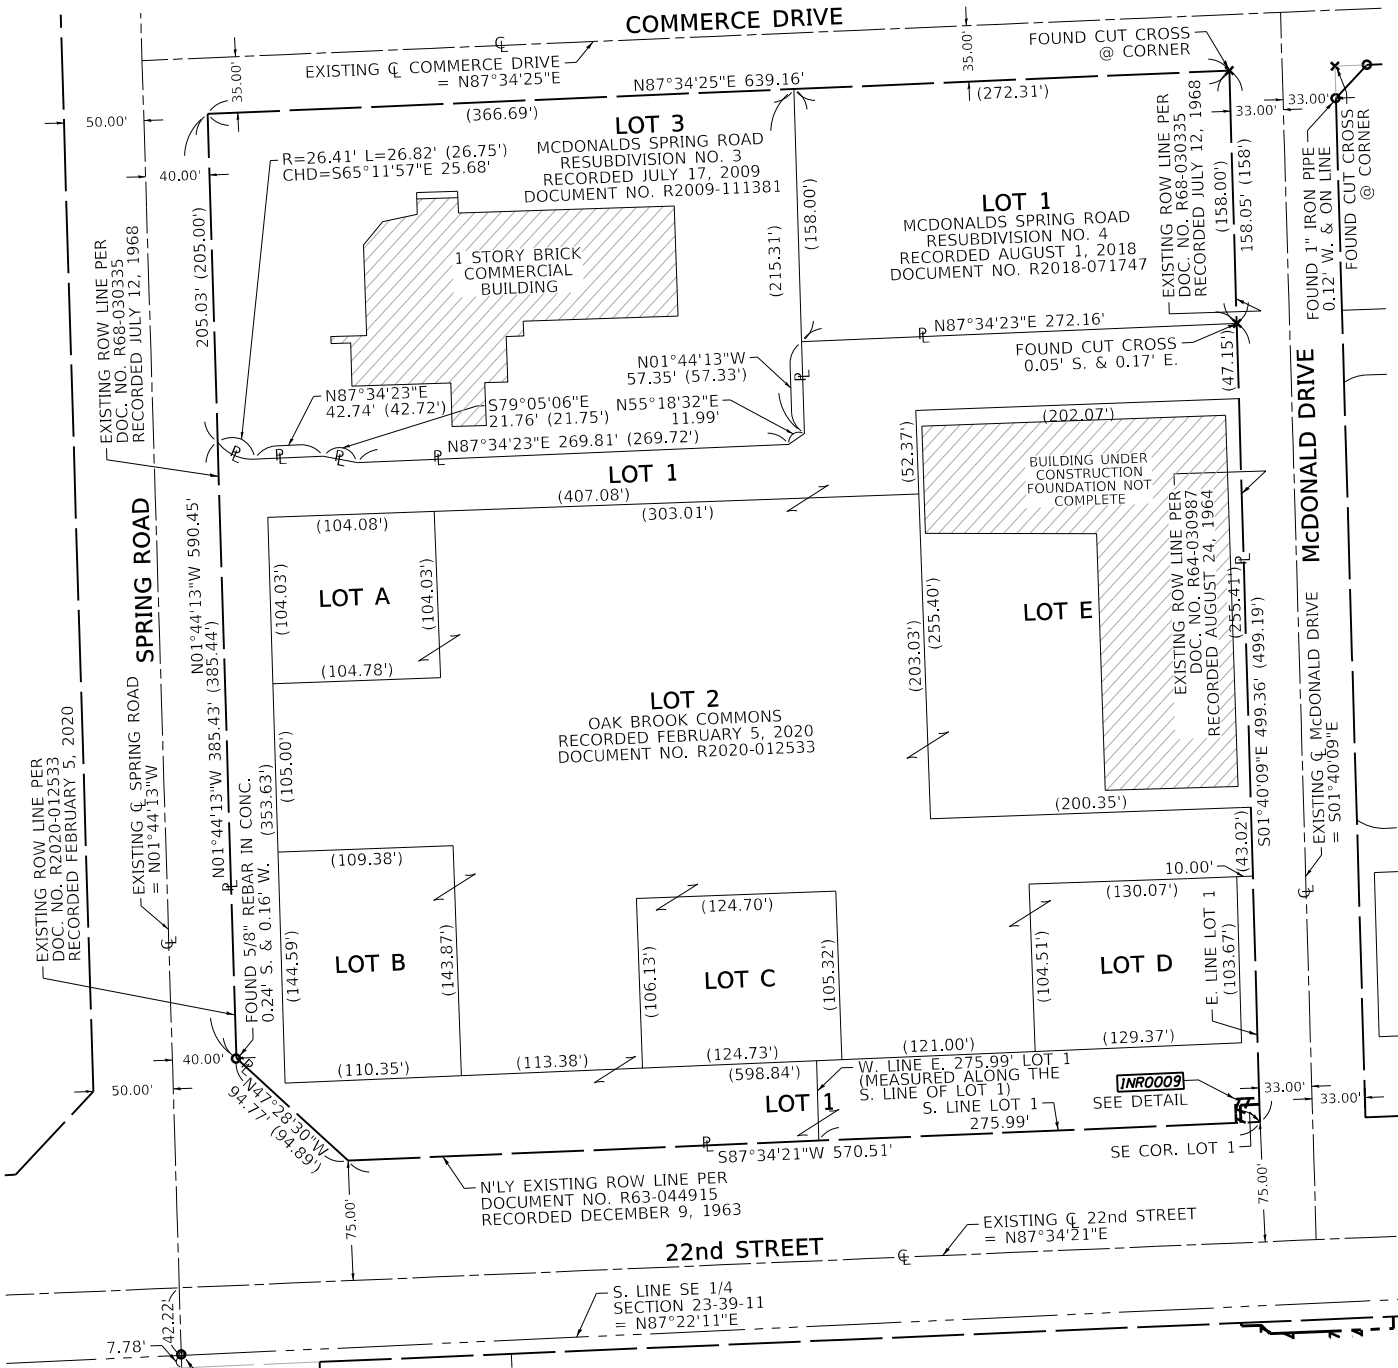 COMMERCE DRIVE
35.00'
EXISTING ℄ COMMERCE DRIVE
= N87°34'25"E
N87°34'25"E 639.16'
35.00'
FOUND CUT CROSS
@ CORNER
(366.69')
(272.31')
50.00'
40.00'
33.00'
33.00'
R=26.41' L=26.82' (26.75')
CHD=S65°11'57"E 25.68'
LOT 3
MCDONALDS SPRING ROAD
RESUBDIVISION NO. 3
RECORDED JULY 17, 2009
DOCUMENT NO. R2009-111381
1 STORY BRICK
COMMERCIAL
BUILDING
(158.00')
(215.31')
LOT 1
MCDONALDS SPRING ROAD
RESUBDIVISION NO. 4
RECORDED AUGUST 1, 2018
DOCUMENT NO. R2018-071747
EXISTING ROW LINE PER
DOC. NO. R68-030335
RECORDED JULY 12, 1968
(158.00')
158.05' (158')
FOUND 1" IRON PIPE
0.12' W. & ON LINE
FOUND CUT CROSS
@ CORNER
205.03' (205.00')
EXISTING ROW LINE PER
DOC. NO. R68-030335
RECORDED JULY 12, 1968
N87°34'23"E 272.16'
℄
FOUND CUT CROSS
0.05' S. & 0.17' E.
(47.15')
N01°44'13"W
57.35' (57.33')
N87°34'23"E
42.74' (42.72')
S79°05'06"E
21.76' (21.75')
N55°18'32"E
11.99'
N87°34'23"E 269.81' (269.72')
LOT 1
(407.08')
(303.01')
(104.08')
(104.03')
LOT A
(104.03')
(104.78')
(202.07')
(52.37')
BUILDING UNDER
CONSTRUCTION
FOUNDATION NOT
COMPLETE
LOT E
(255.40')
(203.03')
(200.35')
EXISTING ROW LINE PER
DOC. NO. R64-030987
RECORDED AUGUST 24, 1964
(255.41')
S01°40'09"E 499.36' (499.19')
McDONALD DRIVE
EXISTING ℄ McDONALD DRIVE
= S01°40'09"E
SPRING ROAD
N01°44'13"W 590.45'
N01°44'13"W 385.43' (385.44')
EXISTING ℄ SPRING ROAD
= N01°44'13"W
EXISTING ROW LINE PER
DOC. NO. R2020-012533
RECORDED FEBRUARY 5, 2020
LOT 2
OAK BROOK COMMONS
RECORDED FEBRUARY 5, 2020
DOCUMENT NO. R2020-012533
(105.00')
(353.63')
FOUND 5/8" REBAR IN CONC.
0.24' S. & 0.16' W.
(109.38')
(144.59')
LOT B
(143.87')
(110.35')
(113.38')
(124.70')
(106.13')
LOT C
(105.32')
(124.73')
(598.84')
(121.00')
10.00'
(43.02')
(130.07')
(104.51')
LOT D
(103.67')
E. LINE LOT 1
(129.37')
W. LINE E. 275.99' LOT 1
(MEASURED ALONG THE
S. LINE OF LOT 1)
S. LINE LOT 1
275.99'
LOT 1
1NR0009
SEE DETAIL
SE COR. LOT 1
33.00'
33.00'
40.00'
50.00'
N47°28'30"W
94.77' (94.89')
S87°34'21"W 570.51'
N'LY EXISTING ROW LINE PER
DOCUMENT NO. R63-044915
RECORDED DECEMBER 9, 1963
75.00'
75.00'
EXISTING ℄ 22nd STREET
= N87°34'21"E
22nd STREET
S. LINE SE 1/4
SECTION 23-39-11
= N87°22'11"E
42.22'
7.78'